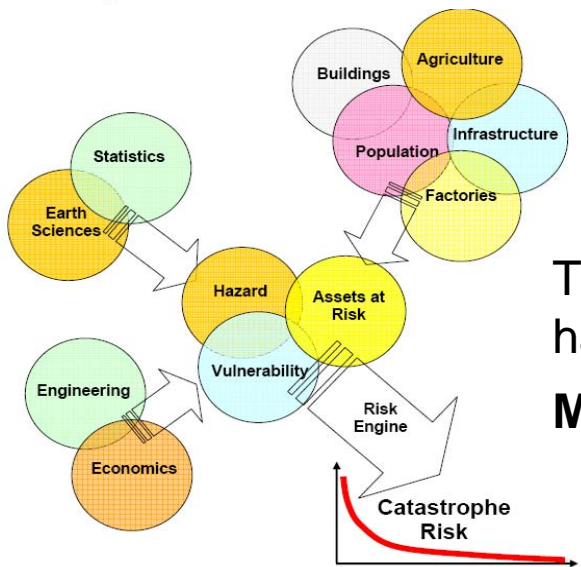 Buildings
Agriculture
Population
Infrastructure
Factories
Statistics
Earth
Sciences
Hazard
Assets at
Risk
Vulnerability
Engineering
Economics
Risk
Engine
Catastrophe
Risk
T
ha
M